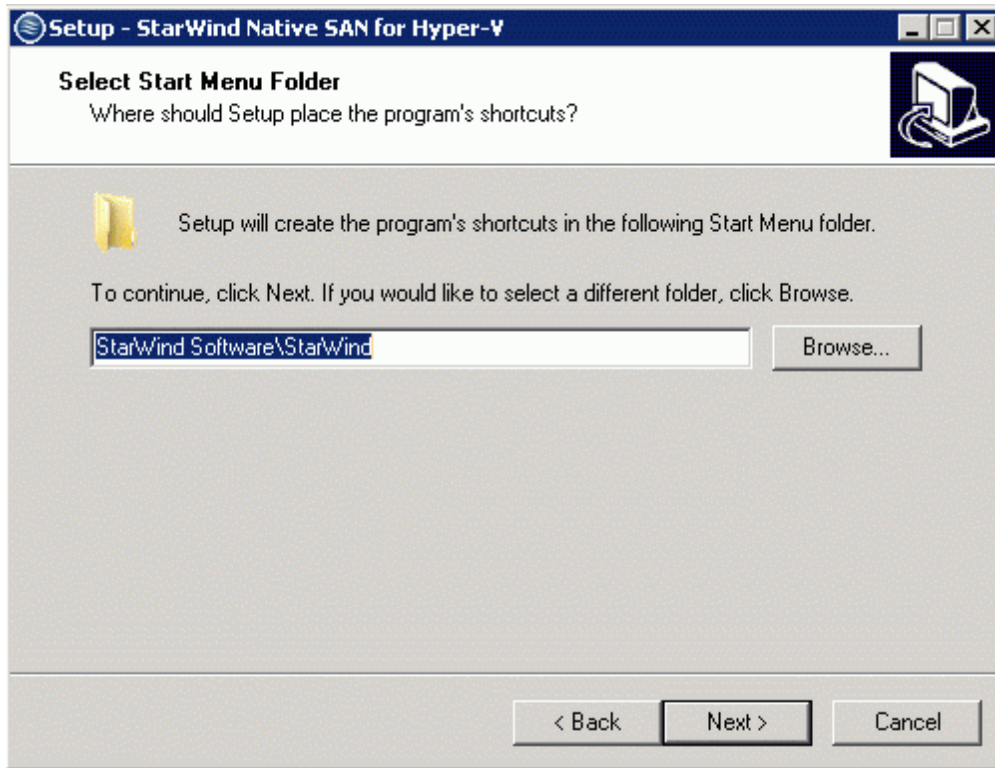 Setup - StarWind Native SAN for Hyper-V
Select Start Menu Folder
Where should Setup place the program's shortcuts?
Setup will create the program's shortcuts in the following Start Menu folder.
To continue, click Next. If you would like to select a different folder, click Browse.
StarWind Software\StarWind
Browse...
< Back
Next >
Cancel